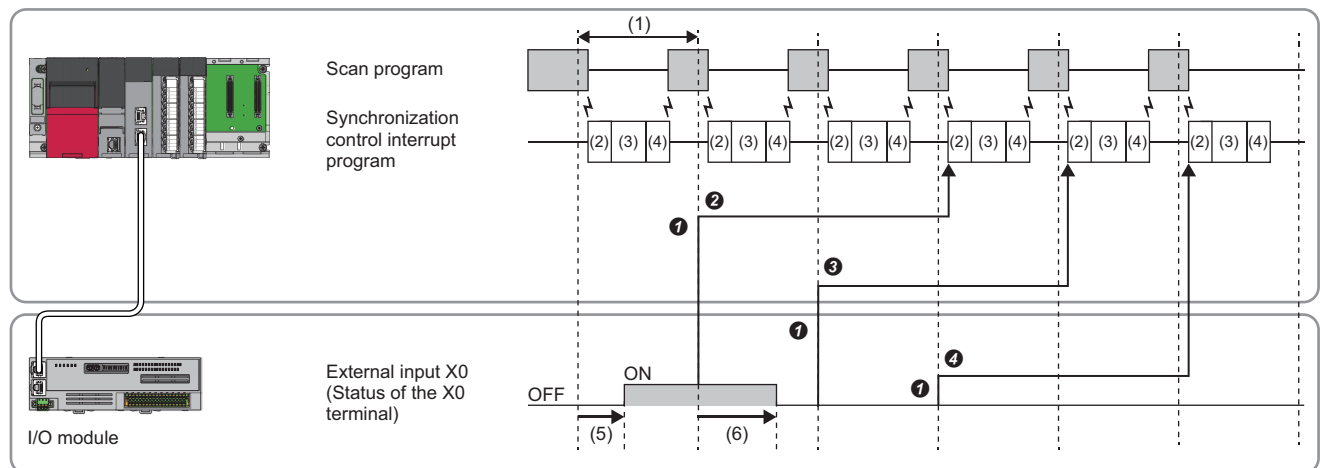 (1)
Scan program
Synchronization
control interrupt
program
(2) (3) (4) (2) (3) (4) (2) (3) (4) (2) (3) (4) (2) (3) (4) (2) (3) (4)
❷
❶
❸
❶
❹
❶
External input X0
(Status of the X0
terminal)
ON
OFF
(5) (6)
I/O module